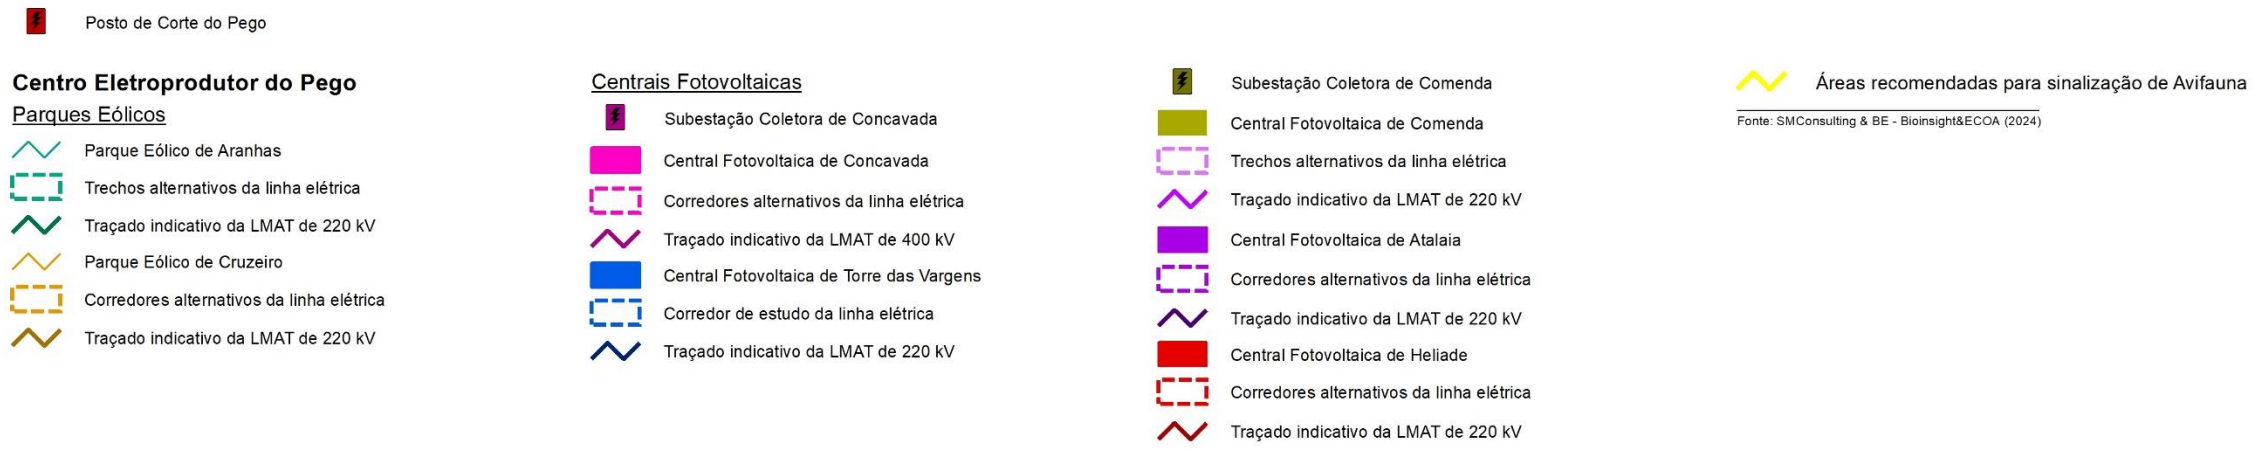 Posto de Corte do Pego
Centro Eletroprodutor do Pego
Parques Eólicos
Parque Eólico de Aranhas
Trechos alternativos da linha elétrica
Traçado indicativo da LMAT de 220 kV
Parque Eólico de Cruzeiro
Corredores alternativos da linha elétrica
Traçado indicativo da LMAT de 220 kV
Centrais Fotovoltaicas
Subestação Coletora de Concavada
Central Fotovoltaica de Concavada
Corredores alternativos da linha elétrica
Traçado indicativo da LMAT de 400 kV
Central Fotovoltaica de Torre das Vargens
Corredor de estudo da linha elétrica
Traçado indicativo da LMAT de 220 kV
Subestação Coletora de Comenda
Central Fotovoltaica de Comenda
Trechos alternativos da linha elétrica
Traçado indicativo da LMAT de 220 kV
Central Fotovoltaica de Atalaia
Corredores alternativos da linha elétrica
Traçado indicativo da LMAT de 220 kV
Central Fotovoltaica de Heliade
Corredores alternativos da linha elétrica
Traçado indicativo da LMAT de 220 kV
Áreas recomendadas para sinalização de Avifauna
Fonte: SMConsulting & BE - Bioinsight&ECOA (2024)